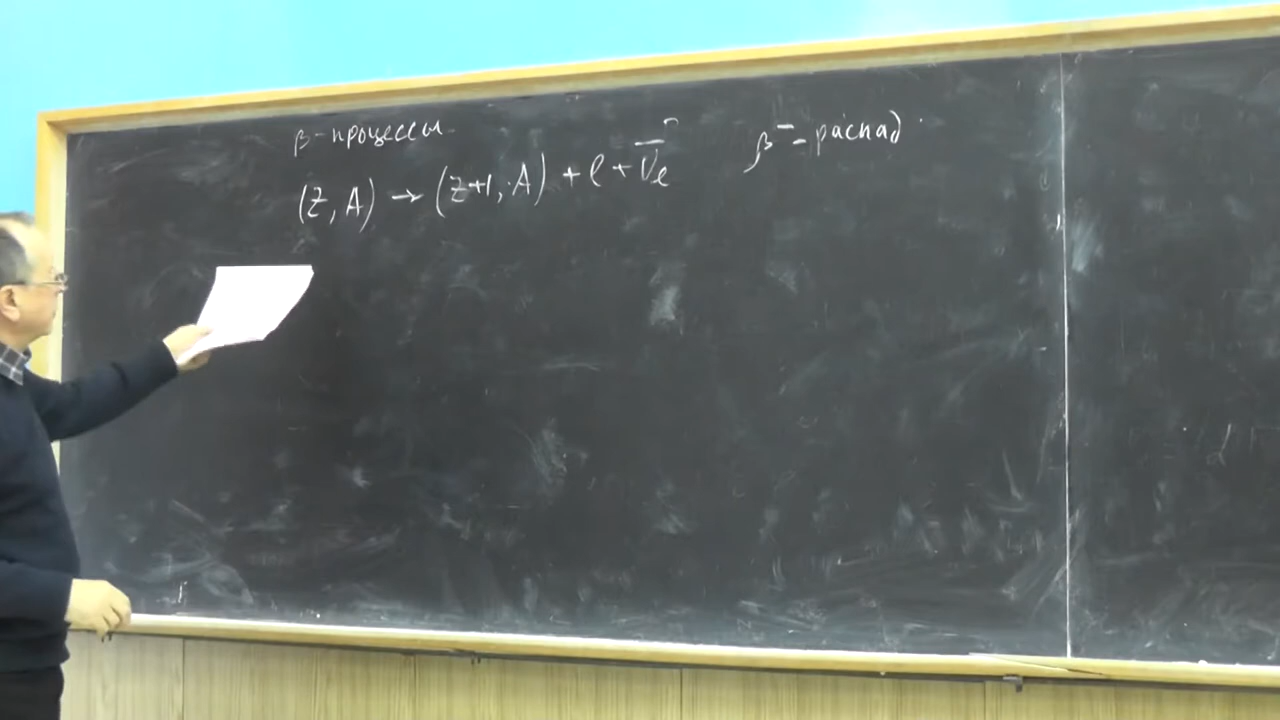 β-процессы
(Z, A) → (Z+1, A) + e + ν̄ₑ β⁻-распад